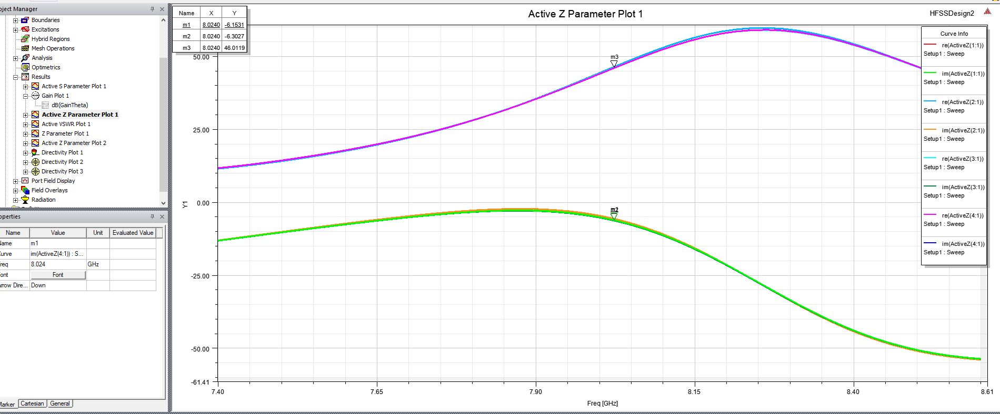 oject Manager
Boundaries
Excitations
Hybrid Regions
Mesh Operations
Analysis
Optimetrics
Results
Active S Parameter Plot 1
Gain Plot 1
dB(GainTheta)
Active Z Parameter Plot 1
Active VSWR Plot 1
Z Parameter Plot 1
Active Z Parameter Plot 2
Directivity Plot 1
Directivity Plot 2
Directivity Plot 3
Port Field Display
Field Overlays
Radiation
operties
Name Value Unit Evaluated Value
Name m1
Curve im(ActiveZ(4:1)) : S...
req 8.024 GHz
Font Font
Arrow Dire... Down
Marker Cartesian General
Name X Y
m1 8.0240 -6.1531
m2 8.0240 -6.3027
m3 8.0240 46.0119
Active Z Parameter Plot 1
HFSSDesign2
Curve Info
re(ActiveZ(1:1))
Setup1 : Sweep
im(ActiveZ(1:1))
Setup1 : Sweep
re(ActiveZ(2:1))
Setup1 : Sweep
im(ActiveZ(2:1))
Setup1 : Sweep
re(ActiveZ(3:1))
Setup1 : Sweep
im(ActiveZ(3:1))
Setup1 : Sweep
re(ActiveZ(4:1))
Setup1 : Sweep
im(ActiveZ(4:1))
Setup1 : Sweep
m3
m2
50.00
25.00
0.00
-25.00
-50.00
-61.41
Y1
7.40 7.65 7.90 8.15 8.40 8.61
Freq [GHz]